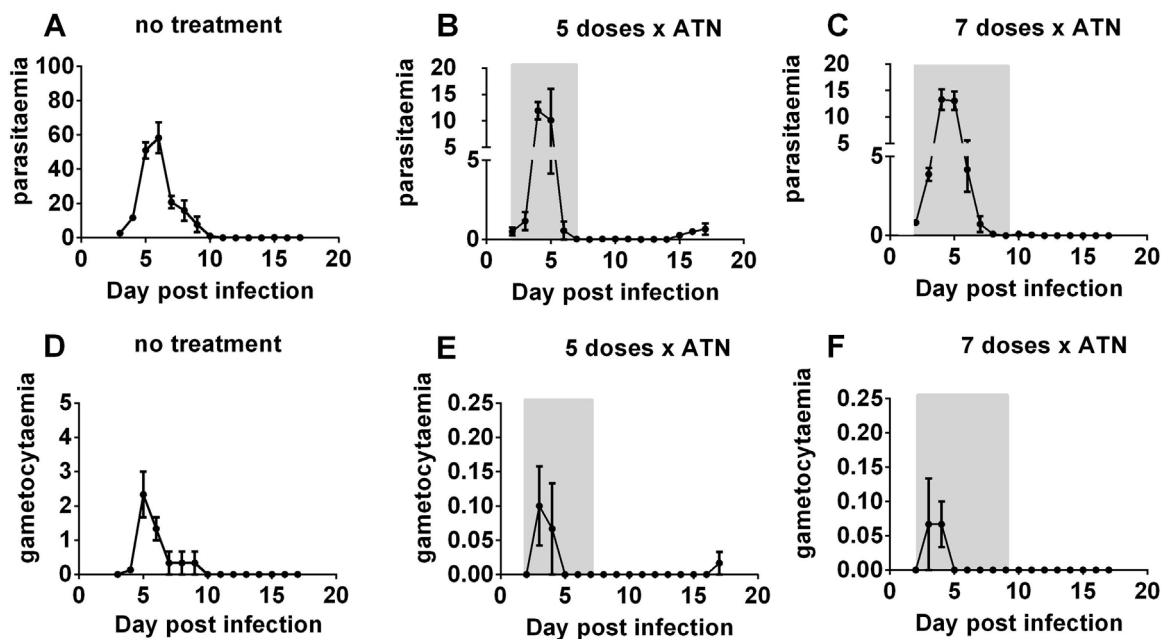 A
no treatment
parasitaemia
100
80
60
40
20
0
0 5 10 15 20
Day post infection
B
5 doses x ATN
parasitaemia
20
15
10
5
5
0
0 5 10 15 20
Day post infection
C
7 doses x ATN
parasitaemia
20
15
10
5
5
0
0 5 10 15 20
Day post infection
D
no treatment
gametocytaemia
5
4
3
2
1
0
0 5 10 15 20
Day post infection
E
5 doses x ATN
gametocytaemia
0.25
0.20
0.15
0.10
0.05
0.00
0 5 10 15 20
Day post infection
F
7 doses x ATN
gametocytaemia
0.25
0.20
0.15
0.10
0.05
0.00
0 5 10 15 20
Day post infection